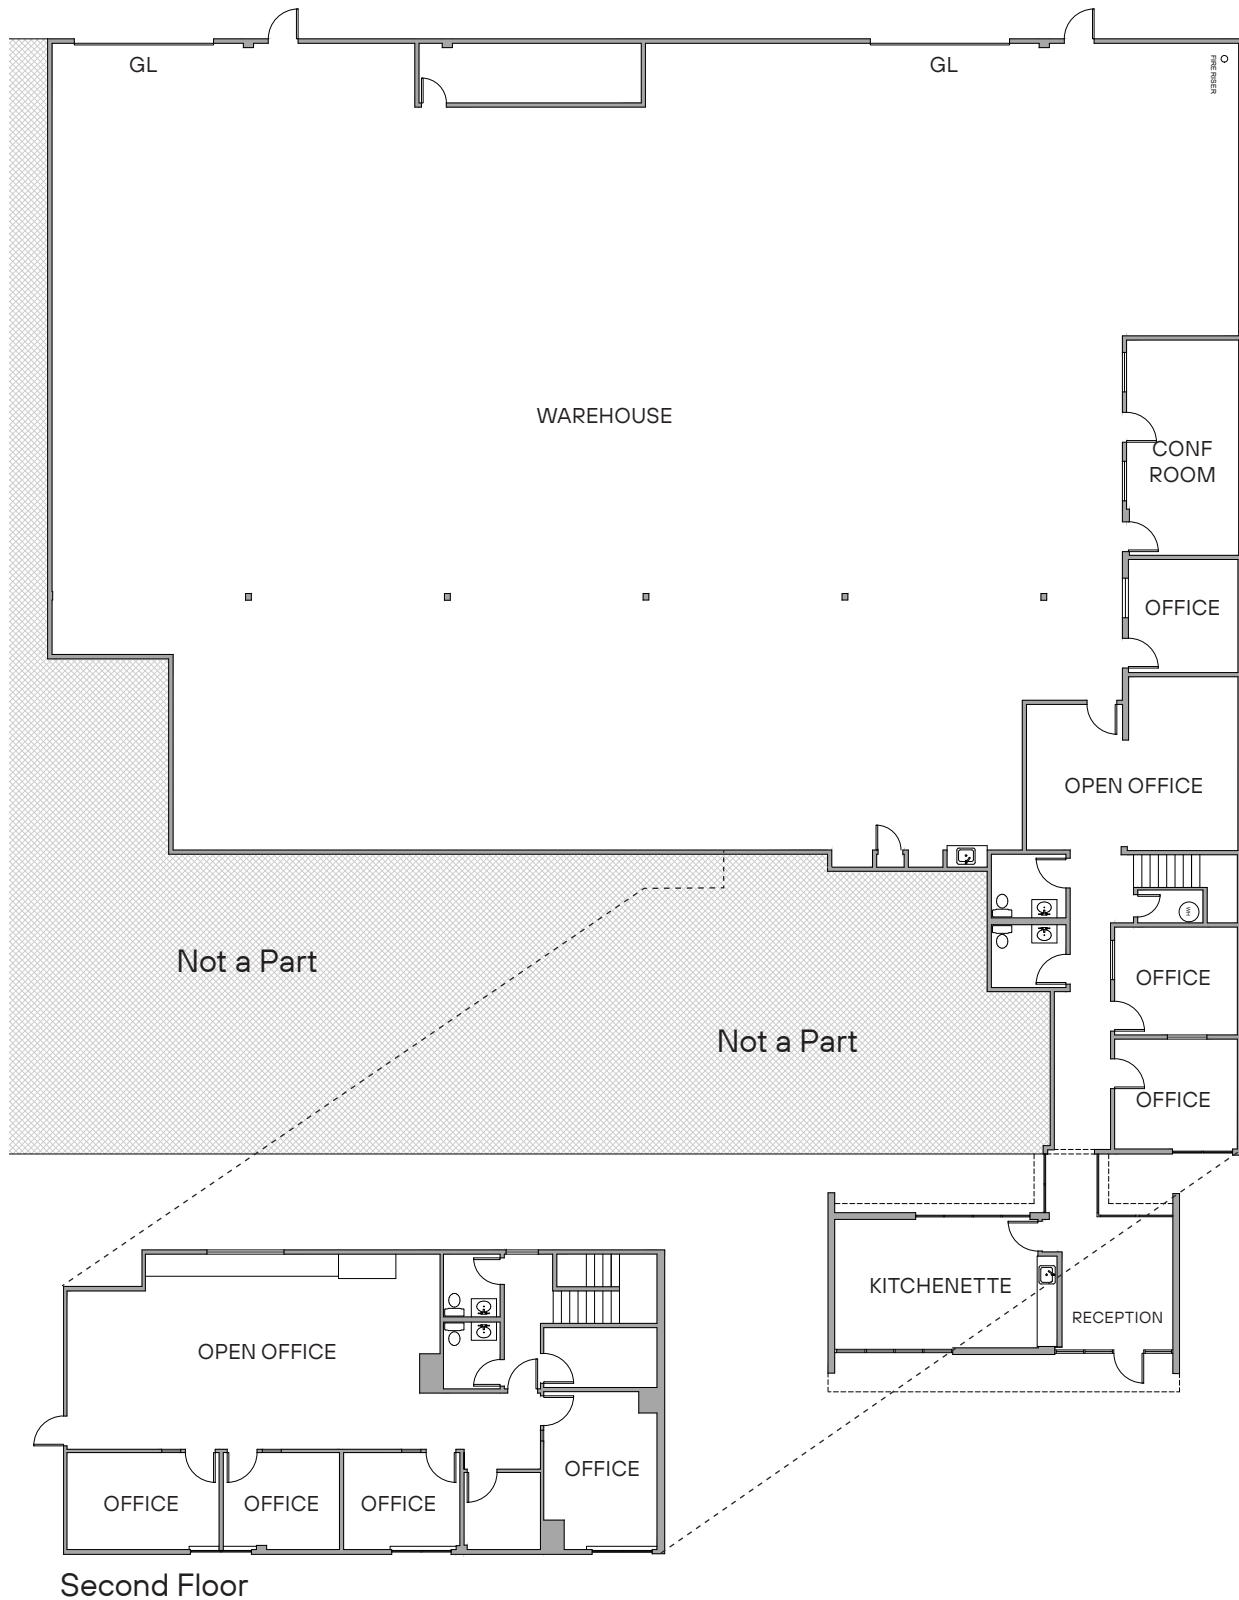 GL
GL
FIRE RISER
WAREHOUSE
CONF
ROOM
OFFICE
OPEN OFFICE
WH
Not a Part
OFFICE
Not a Part
OFFICE
KITCHENETTE
RECEPTION
OPEN OFFICE
OFFICE
OFFICE
OFFICE
OFFICE
Second Floor